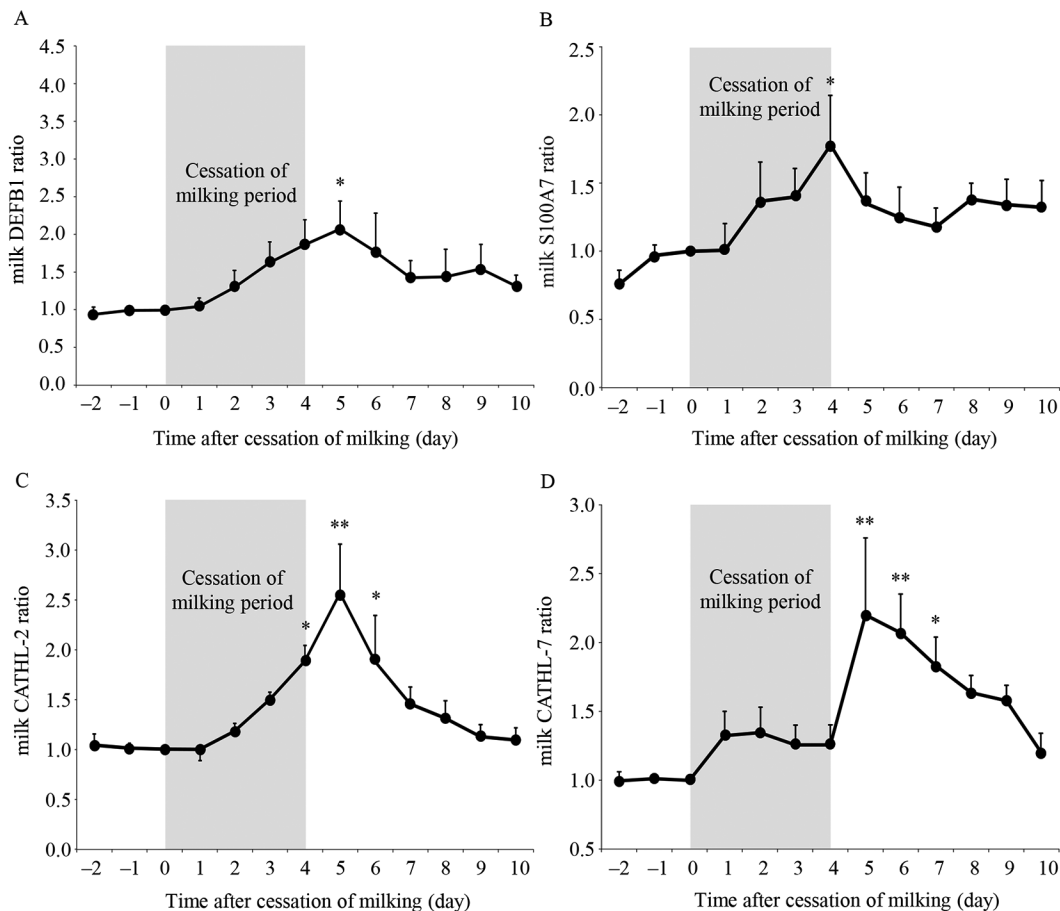 A
milk DEFB1 ratio
4.5
4.0
3.5
3.0
2.5
2.0
1.5
1.0
0.5
0.0
Cessation of
milking period
*
–2 –1 0 1 2 3 4 5 6 7 8 9 10
Time after cessation of milking (day)
B
milk S100A7 ratio
2.5
2.0
1.5
1.0
0.5
0.0
Cessation of
milking period
*
–2 –1 0 1 2 3 4 5 6 7 8 9 10
Time after cessation of milking (day)
C
milk CATHL-2 ratio
3.5
3.0
2.5
2.0
1.5
1.0
0.5
0.0
Cessation of
milking period
* ** *
–2 –1 0 1 2 3 4 5 6 7 8 9 10
Time after cessation of milking (day)
D
milk CATHL-7 ratio
3.0
2.5
2.0
1.5
1.0
0.5
Cessation of
milking period
** ** *
–2 –1 0 1 2 3 4 5 6 7 8 9 10
Time after cessation of milking (day)